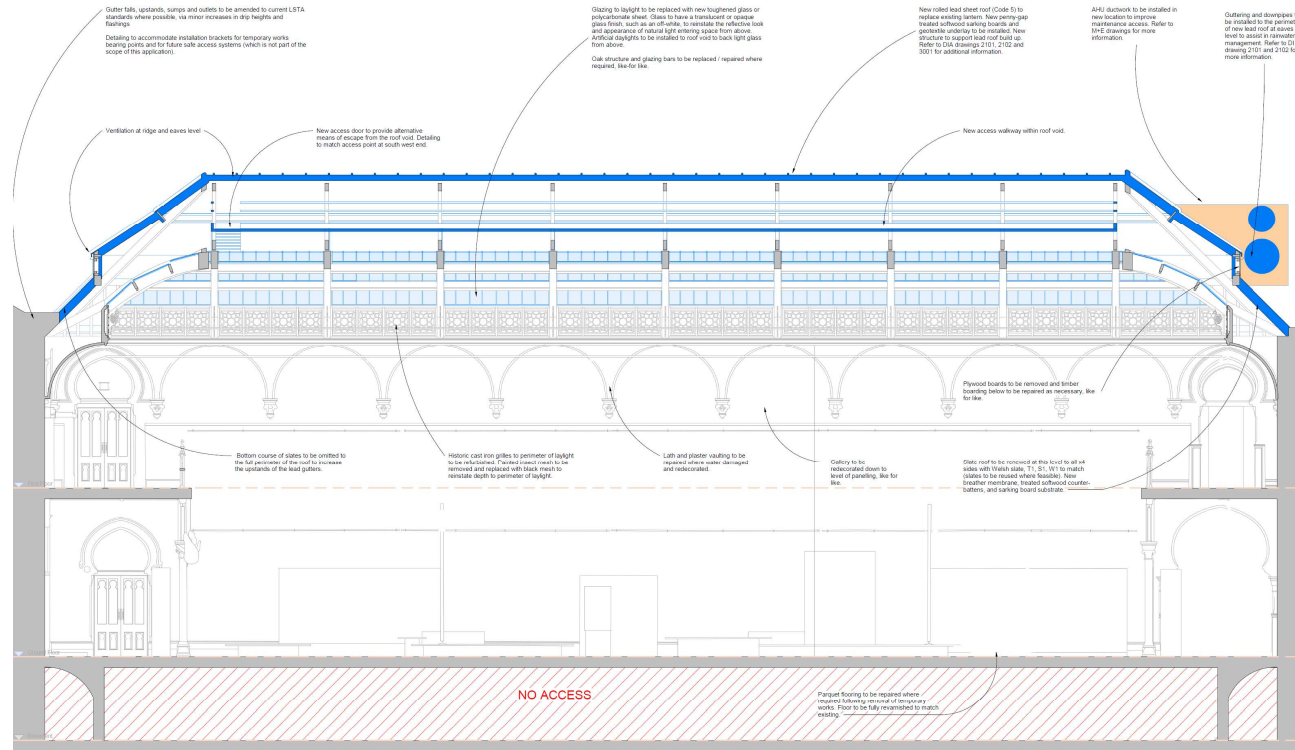 Gutter falls, upstands, sumps and outlets to be amended to current LSTA
standards where possible, via minor increases in drip heights and
flashings
Detailing to accommodate installation brackets for temporary works
bearing points and for future safe access systems (which is not part of the
scope of this application).
Glazing to laylight to be replaced with new toughened glass or
polycarbonate sheet. Glass to have a translucent or opaque
glass finish, such as an off-white, to reinstate the reflective look
and appearance of natural light entering space from above.
Artificial daylights to be installed to roof void to back light glass
from above.
Oak structure and glazing bars to be replaced / repaired where
required, like-for like.
New rolled lead sheet roof (Code 5) to
replace existing lantern. New penny-gap
treated softwood sarking boards and
geotextile underlay to be installed. New
structure to support lead roof build up.
Refer to DIA drawings 2101, 2102 and
3001 for additional information.
AHU ductwork to be installed in
new location to improve
maintenance access. Refer to
M+E drawings for more
information.
Guttering and downpipes
be installed to the
of new lead roof at eaves
level to assist in rainwater
management. Refer to
drawing 2101 and 2102
more information.
Ventilation at ridge and eaves level
New access door to provide alternative
means of escape from the roof void. Detailing
to match access point at south west end.
New access walkway within roof void.
Plywood boards to be removed and timber
boarding below to be repaired as necessary, like
for like.
Bottom course of slates to be omitted to
the full perimeter of the roof to increase
the upstands of the lead gutters.
Historic cast iron grilles to perimeter of laylight
to be refurbished. Painted insect mesh to be
removed and replaced with black mesh to
reinstate depth to perimeter of laylight.
Lath and plaster vaulting to be
repaired where water damaged
and redecorated.
Gallery to be
redecorated down to
level of panelling, like for
like.
Slate roof to be renewed at this level to all x4
sides with Welsh slate, T1, S1, W1 to match
(slates to be reused where feasible). New
breather membrane, treated softwood counter-
battens, and sarking board substrate.
NO ACCESS
Parquet flooring to be repaired where
required following removal of temporary
works. Floor to be fully revarnished to match
existing.